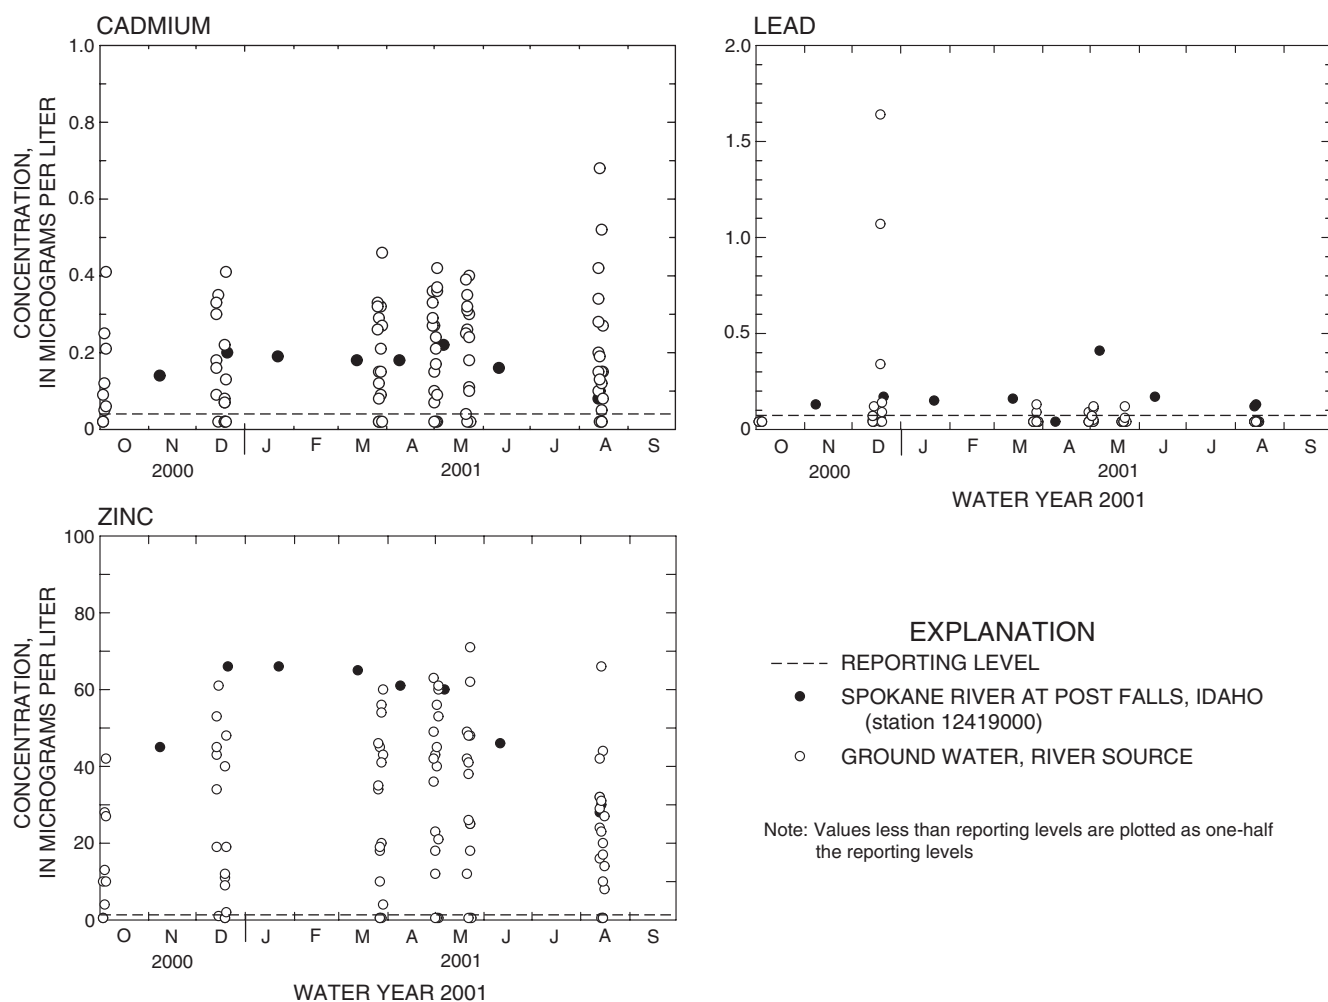 CADMIUM
CONCENTRATION,
IN MICROGRAMS PER LITER
1.0
0.8
0.6
0.4
0.2
0
O N D J F M A M J J A S
2000 2001
LEAD
2.0
1.5
1.0
0.5
0
O N D J F M A M J J A S
2000 2001
WATER YEAR 2001
ZINC
CONCENTRATION,
IN MICROGRAMS PER LITER
100
80
60
40
20
0
O N D J F M A M J J A S
2000 2001
WATER YEAR 2001
EXPLANATION
REPORTING LEVEL
SPOKANE RIVER AT POST FALLS, IDAHO
(station 12419000)
GROUND WATER, RIVER SOURCE
Note: Values less than reporting levels are plotted as one-half
the reporting levels